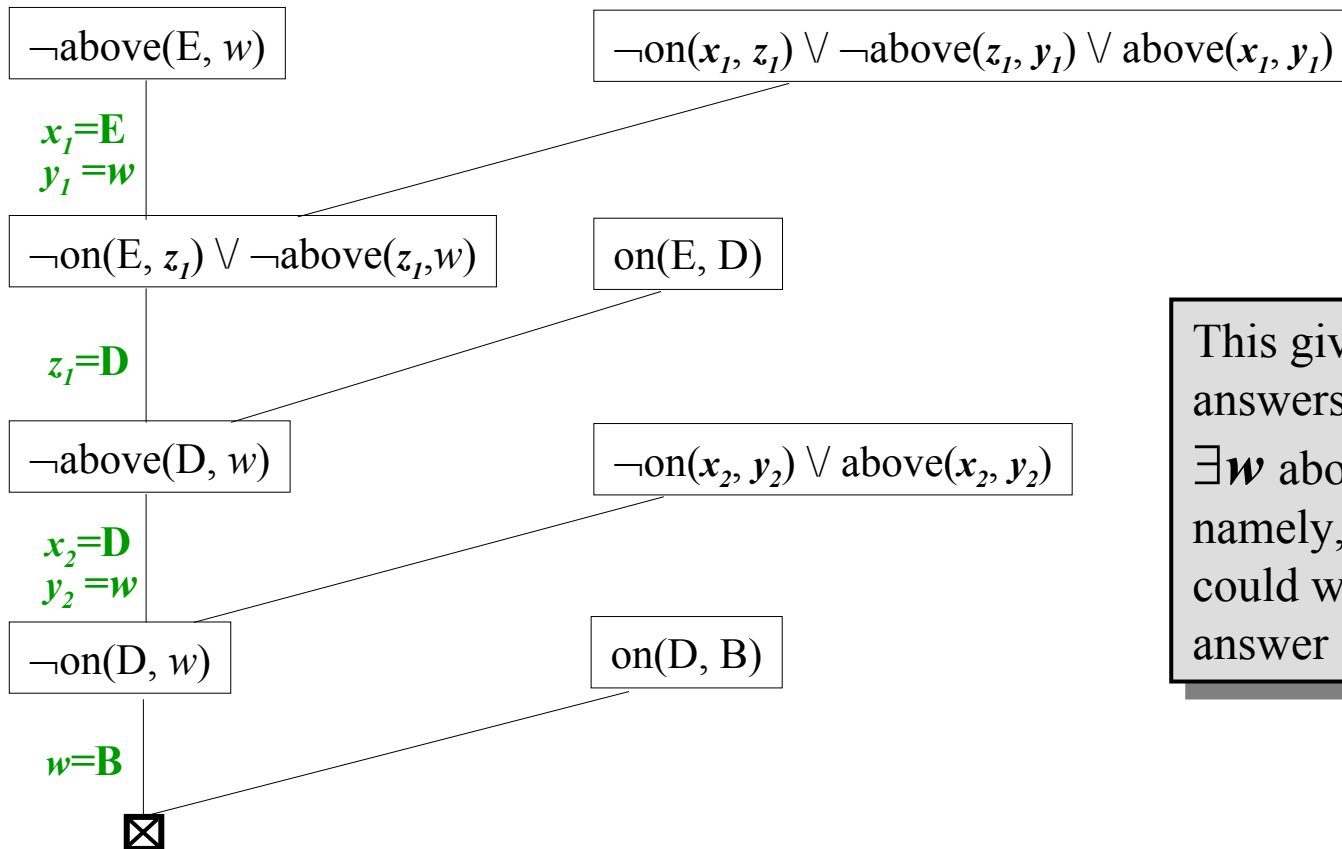 ¬above(E, w)
¬on(x₁, z₁) \/ ¬above(z₁, y₁) \/ above(x₁, y₁)
x₁=E
y₁ =w
¬on(E, z₁) \/ ¬above(z₁,w)
on(E, D)
z₁=D
¬above(D, w)
¬on(x₂, y₂) \/ above(x₂, y₂)
x₂=D
y₂ =w
¬on(D, w)
on(D, B)
w=B
This giv
answers
∃w abo
namely,
could w
answer